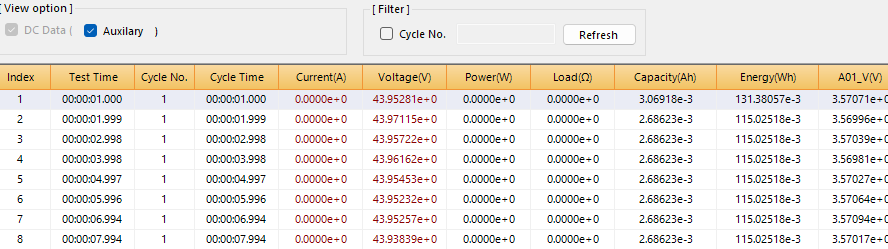 [ View option ]
DC Data ( Auxilary )
[ Filter ]
Cycle No. Refresh
Index Test Time Cycle No. Cycle Time Current(A) Voltage(V) Power(W) Load(Ω) Capacity(Ah) Energy(Wh) A01_V(V)
1 00:00:01.000 1 00:00:01.000 0.0000e+0 43.95281e+0 0.0000e+0 0.0000e+0 3.06918e-3 131.38057e-3 3.57071e+0
2 00:00:01.999 1 00:00:01.999 0.0000e+0 43.97115e+0 0.0000e+0 0.0000e+0 2.68623e-3 115.02518e-3 3.56996e+0
3 00:00:02.998 1 00:00:02.998 0.0000e+0 43.95722e+0 0.0000e+0 0.0000e+0 2.68623e-3 115.02518e-3 3.57039e+0
4 00:00:03.998 1 00:00:03.998 0.0000e+0 43.96162e+0 0.0000e+0 0.0000e+0 2.68623e-3 115.02518e-3 3.56981e+0
5 00:00:04.997 1 00:00:04.997 0.0000e+0 43.95453e+0 0.0000e+0 0.0000e+0 2.68623e-3 115.02518e-3 3.57027e+0
6 00:00:05.996 1 00:00:05.996 0.0000e+0 43.95232e+0 0.0000e+0 0.0000e+0 2.68623e-3 115.02518e-3 3.57064e+0
7 00:00:06.994 1 00:00:06.994 0.0000e+0 43.95257e+0 0.0000e+0 0.0000e+0 2.68623e-3 115.02518e-3 3.57094e+0
8 00:00:07.994 1 00:00:07.994 0.0000e+0 43.93839e+0 0.0000e+0 0.0000e+0 2.68623e-3 115.02518e-3 3.57017e+0